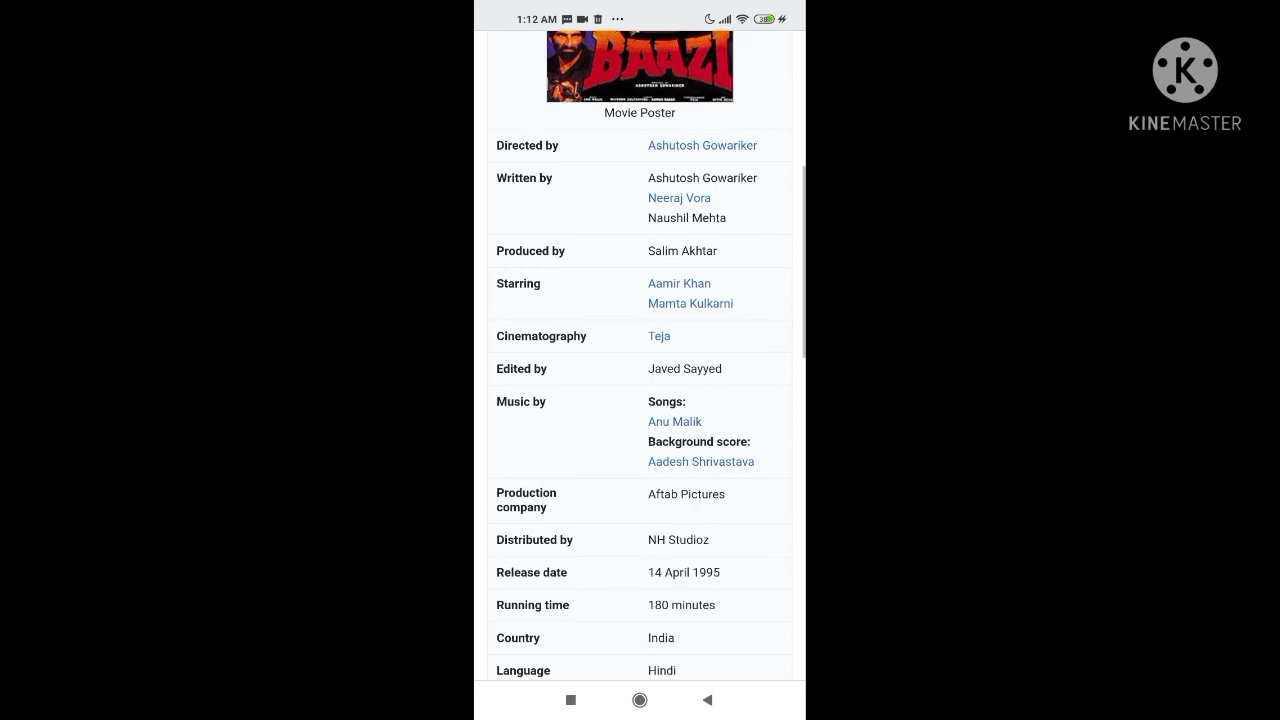 1:12 AM
38
K
KINEMASTER
BAAZI
ASHUTOSH GOWARIKER
Movie Poster
Directed by Ashutosh Gowariker
Written by Ashutosh Gowariker
Neeraj Vora
Naushil Mehta
Produced by Salim Akhtar
Starring Aamir Khan
Mamta Kulkarni
Cinematography Teja
Edited by Javed Sayyed
Music by Songs:
Anu Malik
Background score:
Aadesh Shrivastava
Production company Aftab Pictures
Distributed by NH Studioz
Release date 14 April 1995
Running time 180 minutes
Country India
Language Hindi